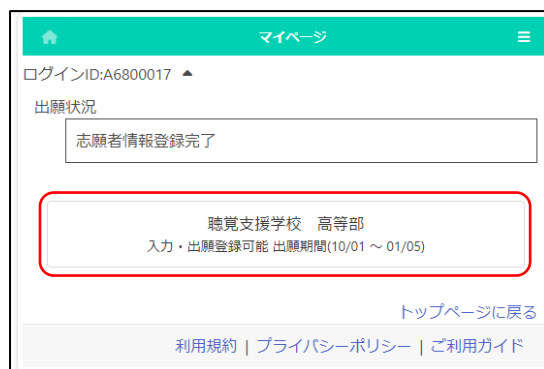 マイページ
ログインID:A6800017 ▲
出願状況
志願者情報登録完了
聴覚支援学校　高等部
入力・出願登録可能 出願期間(10/01 ～ 01/05)
トップページに戻る
利用規約 | プライバシーポリシー | ご利用ガイド